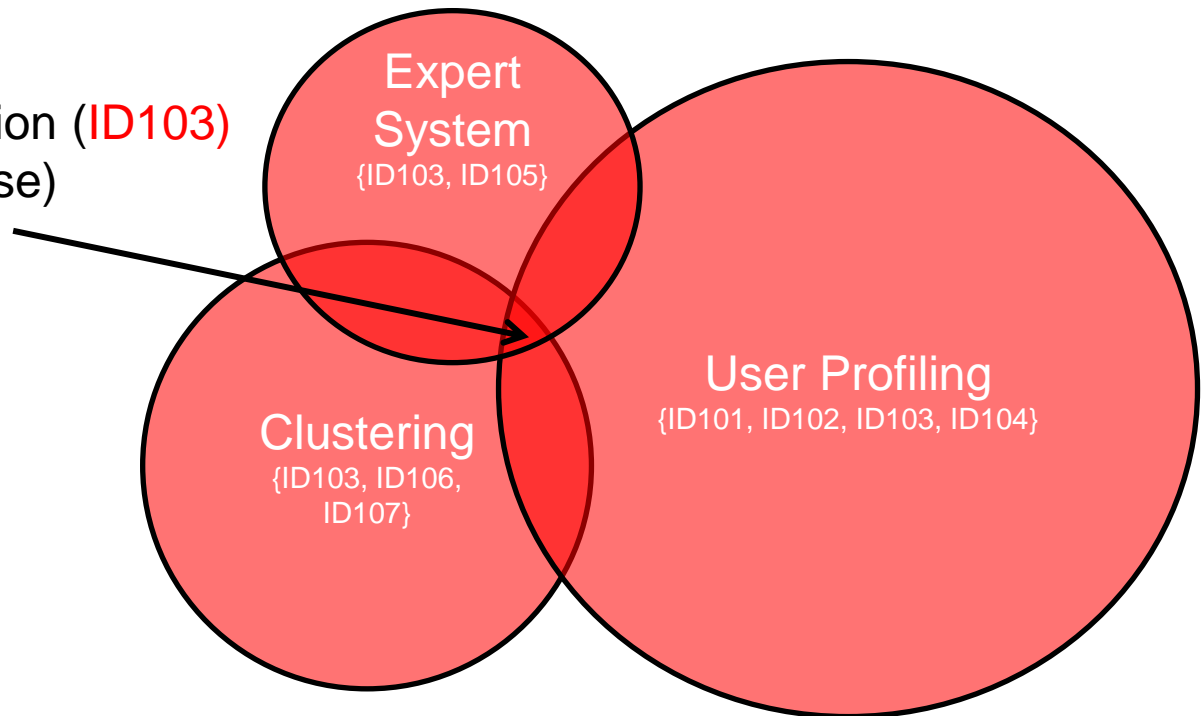 ion (ID103)
se)
Expert
System
{ID103, ID105}
User Profiling
{ID101, ID102, ID103, ID104}
Clustering
{ID103, ID106,
ID107}